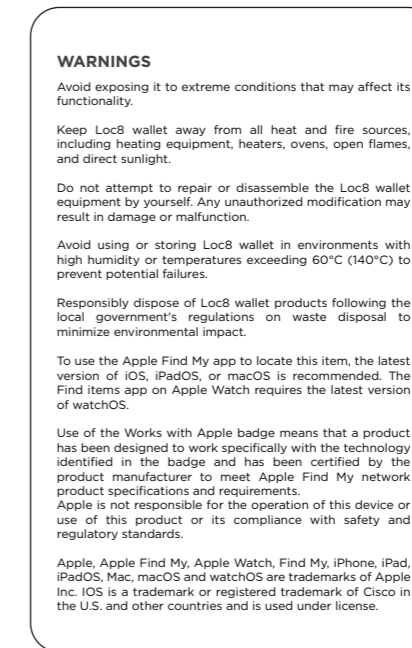 WARNINGS
Avoid exposing it to extreme conditions that may affect its
functionality.
Keep Loc8 wallet away from all heat and fire sources,
including heating equipment, heaters, ovens, open flames,
and direct sunlight.
Do not attempt to repair or disassemble the Loc8 wallet
equipment by yourself. Any unauthorized modification may
result in damage or malfunction.
Avoid using or storing Loc8 wallet in environments with
high humidity or temperatures exceeding 60°C (140°C) to
prevent potential failures.
Responsibly dispose of Loc8 wallet products following the
local government's regulations on waste disposal to
minimize environmental impact.
To use the Apple Find My app to locate this item, the latest
version of iOS, iPadOS, or macOS is recommended. The
Find items app on Apple Watch requires the latest version
of watchOS.
Use of the Works with Apple badge means that a product
has been designed to work specifically with the technology
identified in the badge and has been certified by the
product manufacturer to meet Apple Find My network
product specifications and requirements.
Apple is not responsible for the operation of this device or
use of this product or its compliance with safety and
regulatory standards.
Apple, Apple Find My, Apple Watch, Find My, iPhone, iPad,
iPadOS, Mac, macOS and watchOS are trademarks of Apple
Inc. IOS is a trademark or registered trademark of Cisco in
the U.S. and other countries and is used under license.